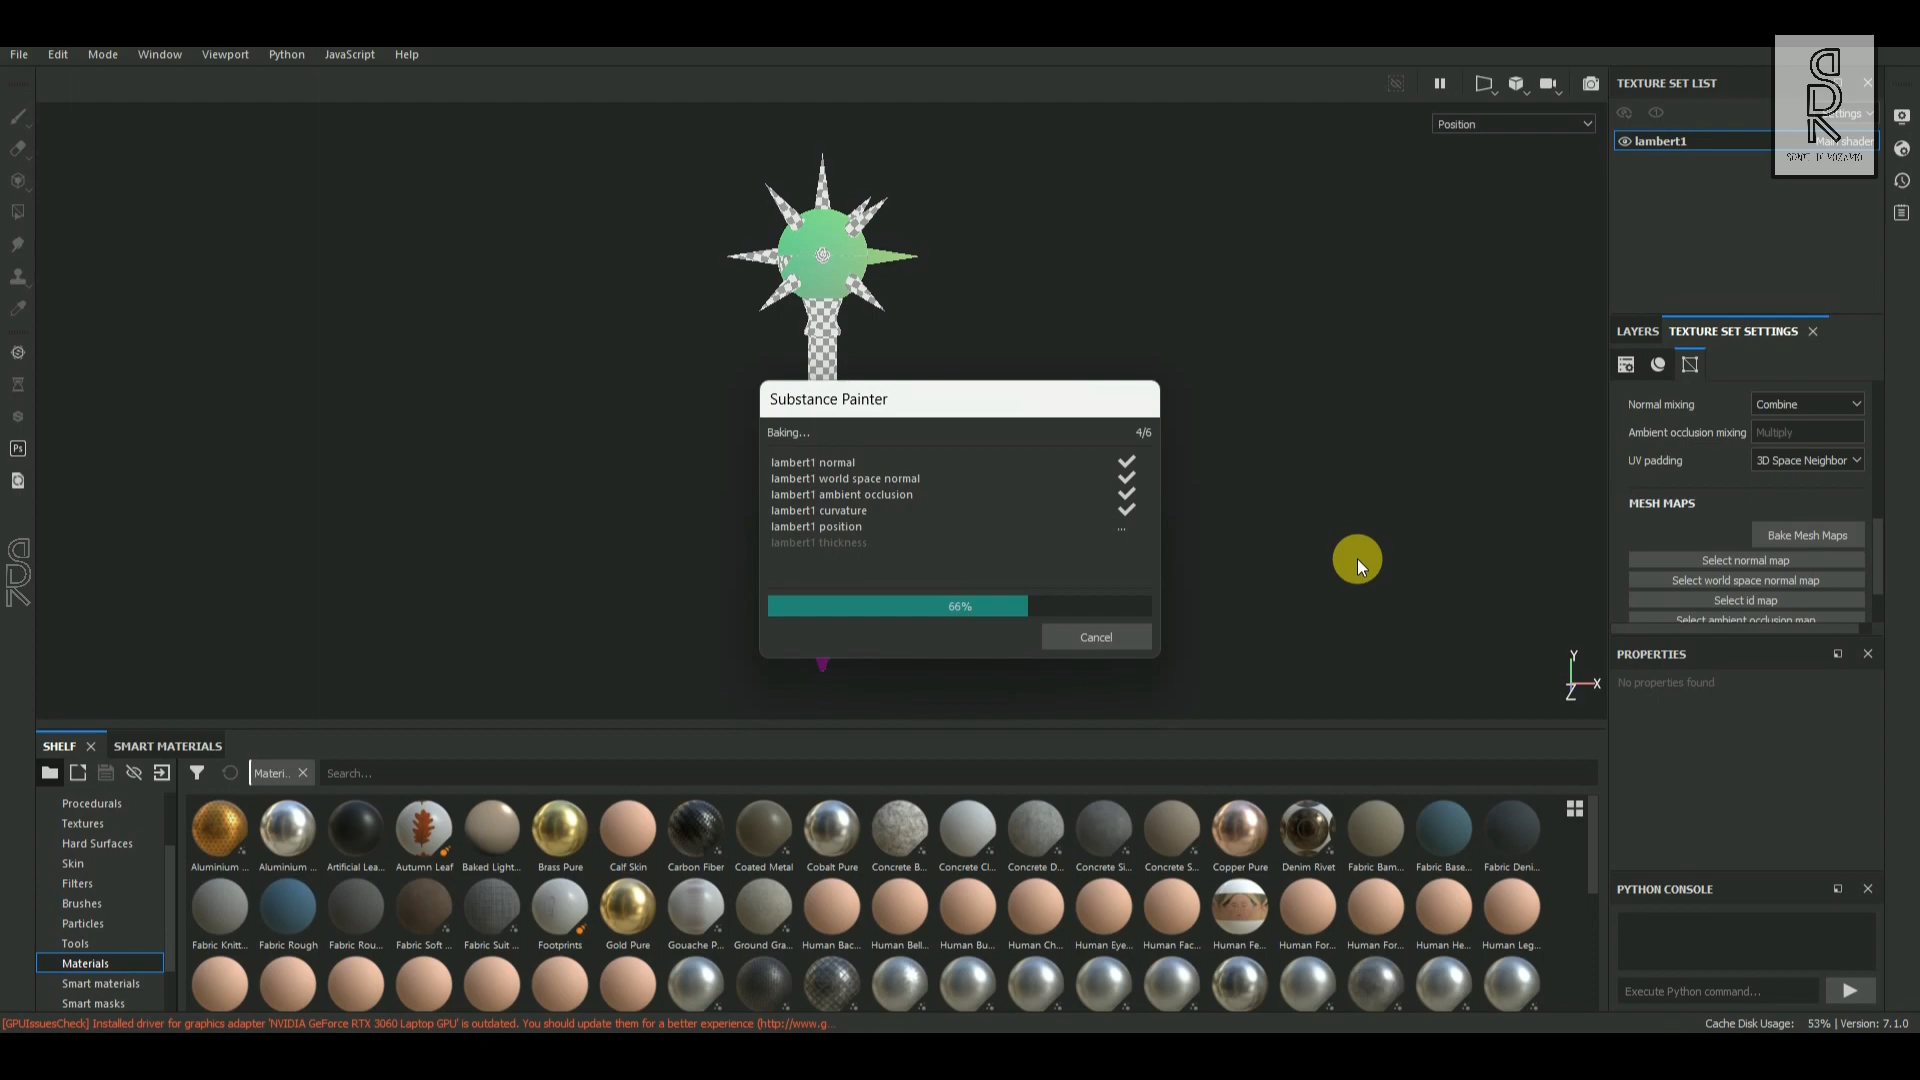 File Edit Mode Window Viewport Python JavaScript Help
Position
TEXTURE SET LIST
lambert1
LAYERS TEXTURE SET SETTINGS
Normal mixing Combine
Ambient occlusion mixing Multiply
UV padding 3D Space Neighbor
MESH MAPS
Bake Mesh Maps
Select normal map
Select world space normal map
Select id map
Select ambient occlusion map
Substance Painter
Baking... 4/6
lambert1 normal
lambert1 world space normal
lambert1 ambient occlusion
lambert1 curvature
lambert1 position ...
lambert1 thickness
66%
Cancel
Y
X
Z
PROPERTIES
No properties found
Ps
SHELF SMART MATERIALS
Materi.. Search...
Procedurals
Textures
Hard Surfaces
Skin
Filters
Brushes
Particles
Tools
Materials
Smart materials
Smart masks
Aluminium ... Aluminium ... Artificial Lea... Autumn Leaf Baked Light... Brass Pure Calf Skin Carbon Fiber Coated Metal Cobalt Pure Concrete B... Concrete Cl... Concrete D... Concrete Si... Concrete S... Copper Pure Denim Rivet Fabric Bam... Fabric Base... Fabric Deni...
Fabric Knitt... Fabric Rough Fabric Rou... Fabric Soft ... Fabric Suit ... Footprints Gold Pure Gouache P... Ground Gra... Human Bac... Human Bell... Human Bu... Human Ch... Human Eye... Human Fac... Human Fe... Human For... Human For... Human He... Human Leg...
PYTHON CONSOLE
Execute Python command...
[GPUIssuesCheck] Installed driver for graphics adapter 'NVIDIA GeForce RTX 3060 Laptop GPU' is outdated. You should update them for a better experience (http://www.g...
Cache Disk Usage: 53% | Version: 7.1.0